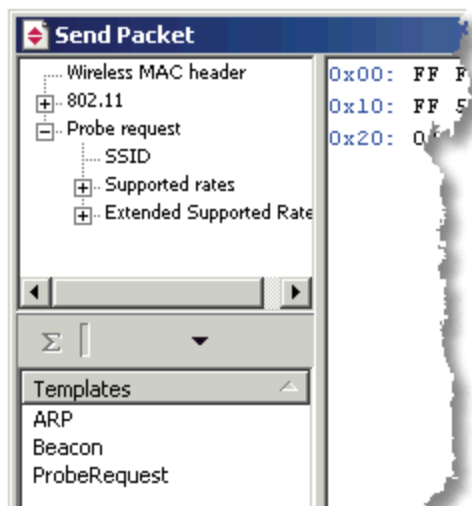 Send Packet
Wireless MAC header
802.11
Probe request
SSID
Supported rates
Extended Supported Rate
0x00: FF
0x10: FF
0x20:
Σ
Templates
ARP
Beacon
ProbeRequest